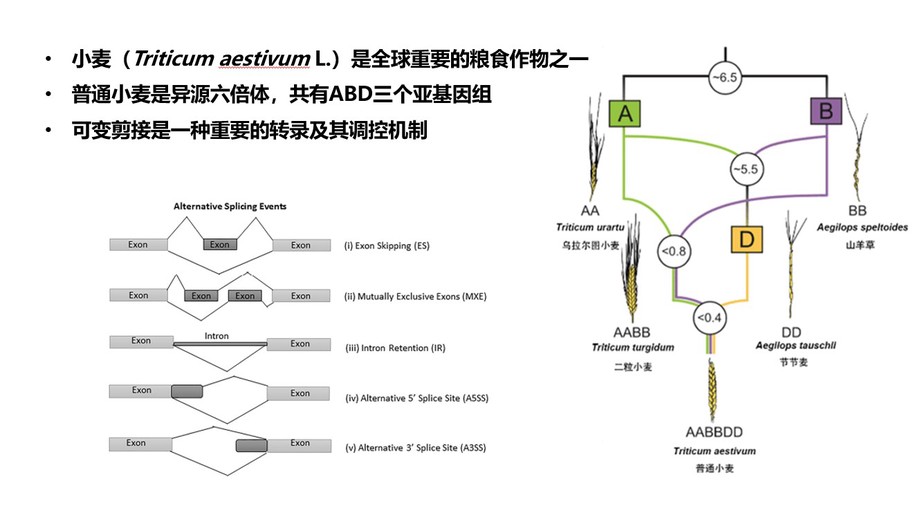 • 小麦（Triticum aestivum L.）是全球重要的粮食作物之一
• 普通小麦是异源六倍体，共有ABD三个亚基因组
• 可变剪接是一种重要的转录及其调控机制
Alternative Splicing Events
Exon Exon Exon (i) Exon Skipping (ES)
Exon Exon Exon Exon (ii) Mutually Exclusive Exons (MXE)
Exon Intron Exon (iii) Intron Retention (IR)
Exon Exon (iv) Alternative 5’ Splice Site (A5SS)
Exon Exon (v) Alternative 3’ Splice Site (A3SS)
~6.5
A
B
~5.5
AA
Triticum urartu
乌拉尔图小麦
BB
Aegilops speltoides
山羊草
D
<0.8
<0.4
AABB
Triticum turgidum
二粒小麦
DD
Aegilops tauschii
节节麦
AABBDD
Triticum aestivum
普通小麦